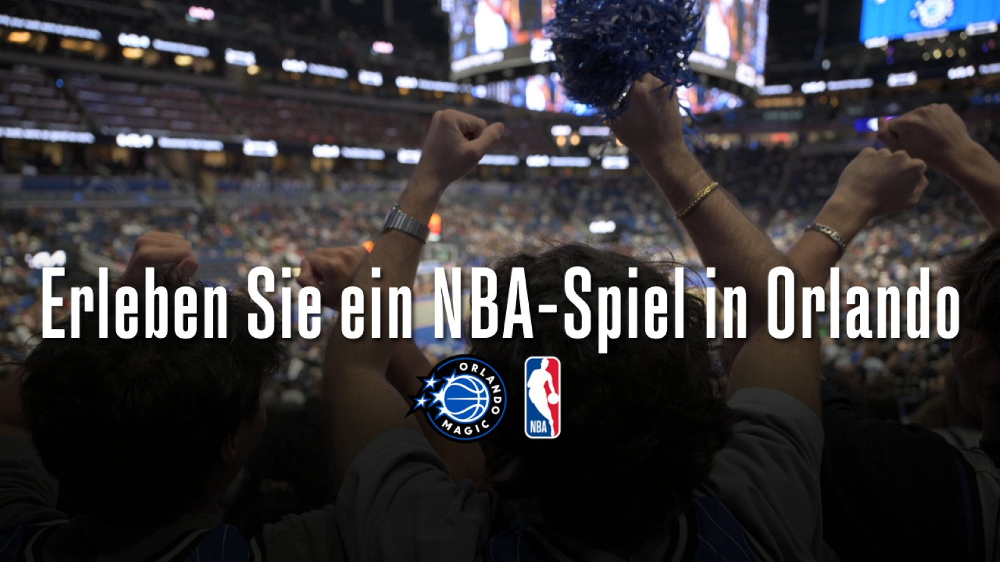 Erleben Sie ein NBA-Spiel in Orlando
ORLANDO
MAGIC
NBA